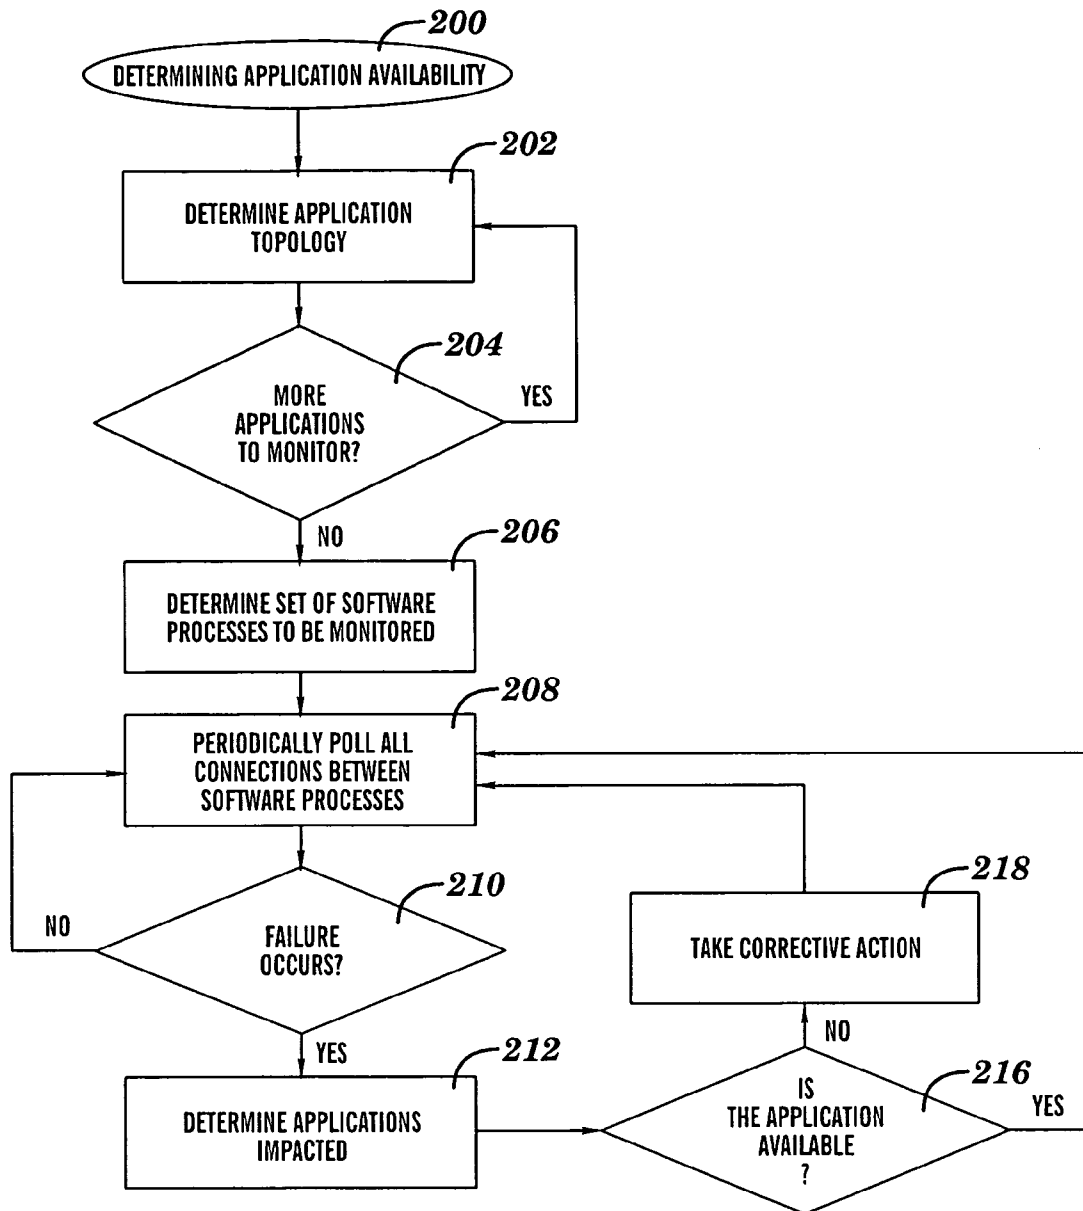 200
DETERMINING APPLICATION AVAILABILITY
202
DETERMINE APPLICATION
TOPOLOGY
204
MORE
APPLICATIONS
TO MONITOR?
YES
NO
206
DETERMINE SET OF SOFTWARE
PROCESSES TO BE MONITORED
208
PERIODICALLY POLL ALL
CONNECTIONS BETWEEN
SOFTWARE PROCESSES
210
FAILURE
OCCURS?
NO
YES
212
DETERMINE APPLICATIONS
IMPACTED
216
IS
THE APPLICATION
AVAILABLE
?
YES
NO
218
TAKE CORRECTIVE ACTION